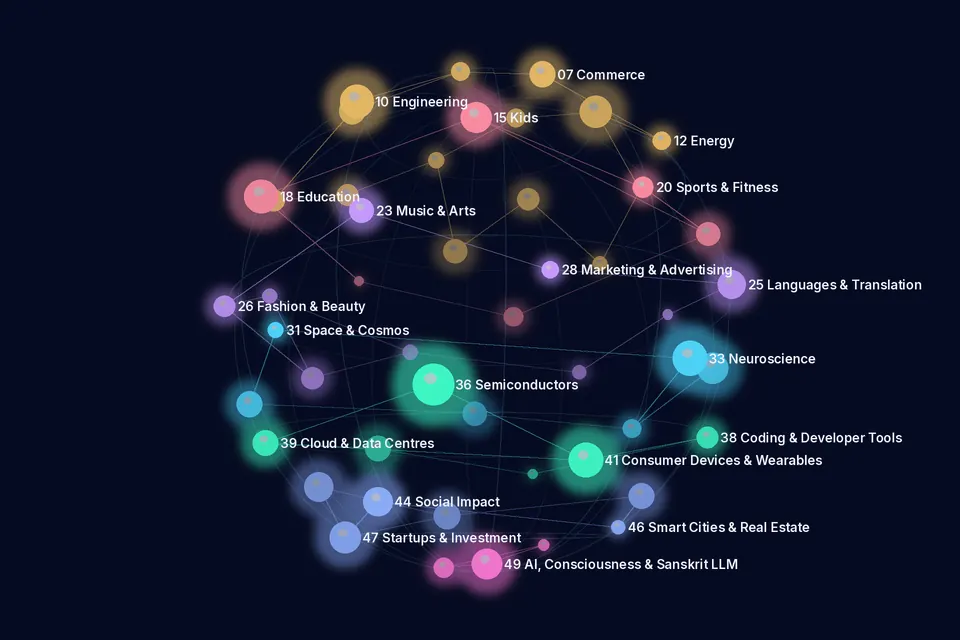 07 Commerce
10 Engineering
15 Kids
12 Energy
20 Sports & Fitness
18 Education
23 Music & Arts
28 Marketing & Advertising
25 Languages & Translation
26 Fashion & Beauty
31 Space & Cosmos
33 Neuroscience
36 Semiconductors
38 Coding & Developer Tools
39 Cloud & Data Centres
41 Consumer Devices & Wearables
44 Social Impact
46 Smart Cities & Real Estate
47 Startups & Investment
49 AI, Consciousness & Sanskrit LLM